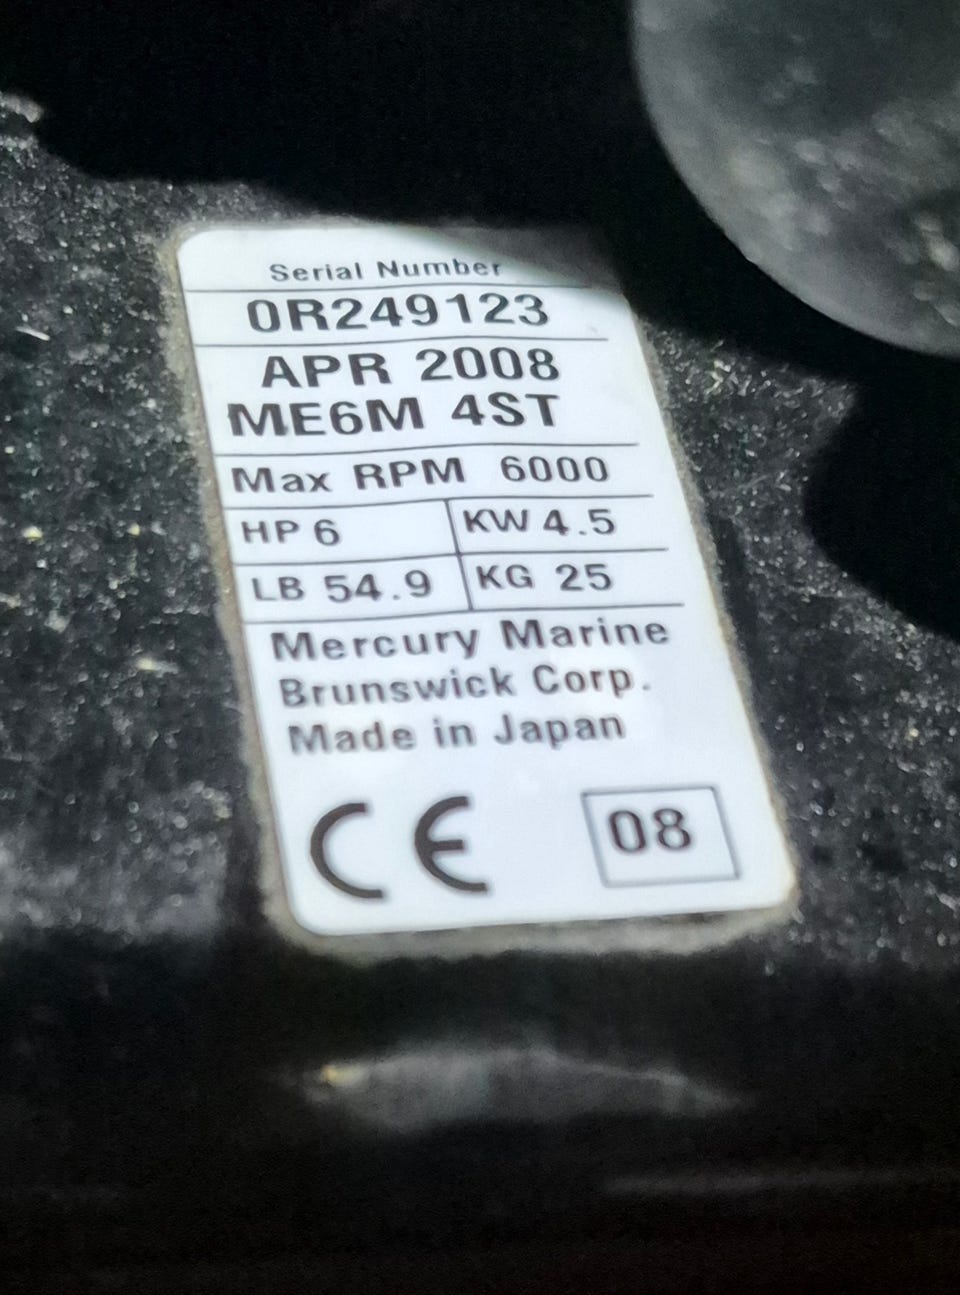 Serial Number
0R249123
APR 2008
ME6M 4ST
Max RPM 6000
HP 6 KW 4.5
LB 54.9 KG 25
Mercury Marine
Brunswick Corp.
Made in Japan
CE 08